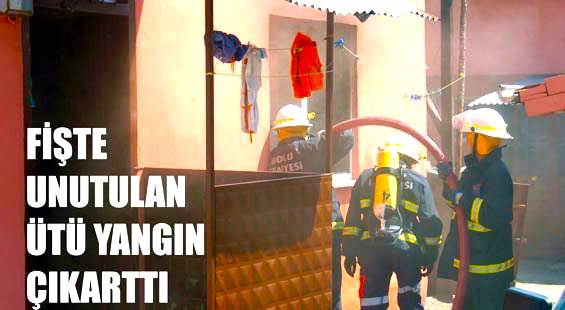 FİŞTE
UNUTULAN
ÜTÜ YANGIN
ÇIKARTTI